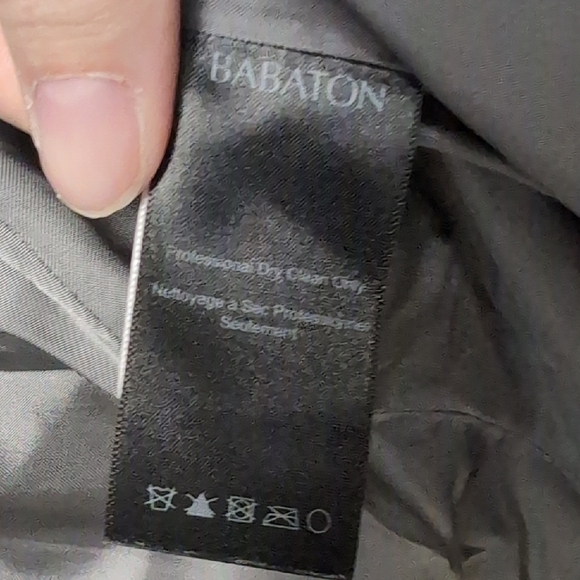 BABATON
Professional Dry Clean Only
Nettoyage a Sec Professionnel
Seulement